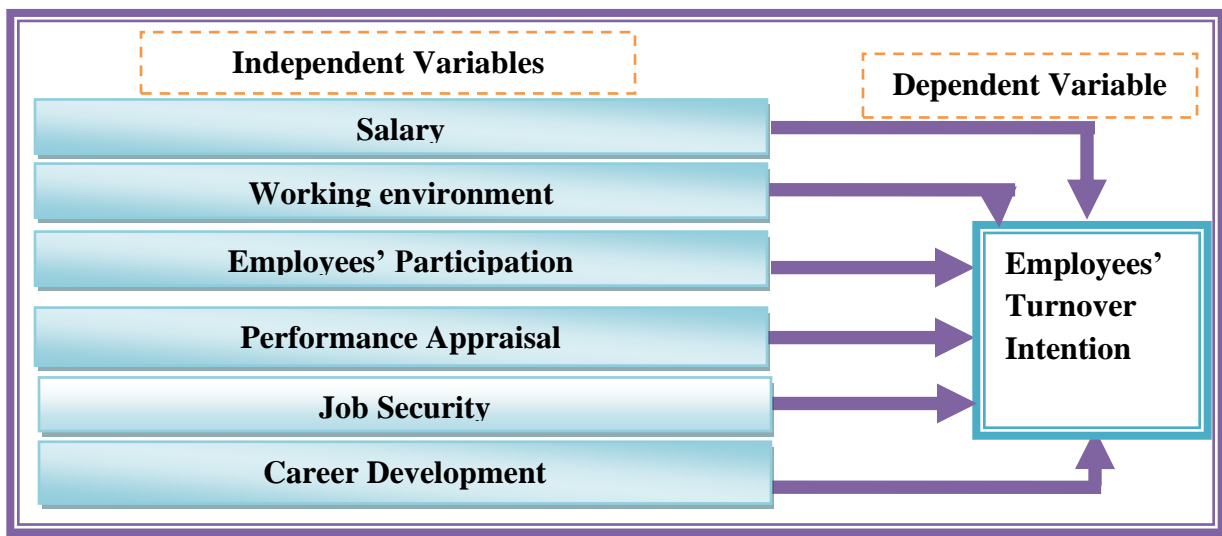 Independent Variables
Dependent Variable
Salary
Working environment
Employees’ Participation
Performance Appraisal
Job Security
Career Development
Employees’
Turnover
Intention